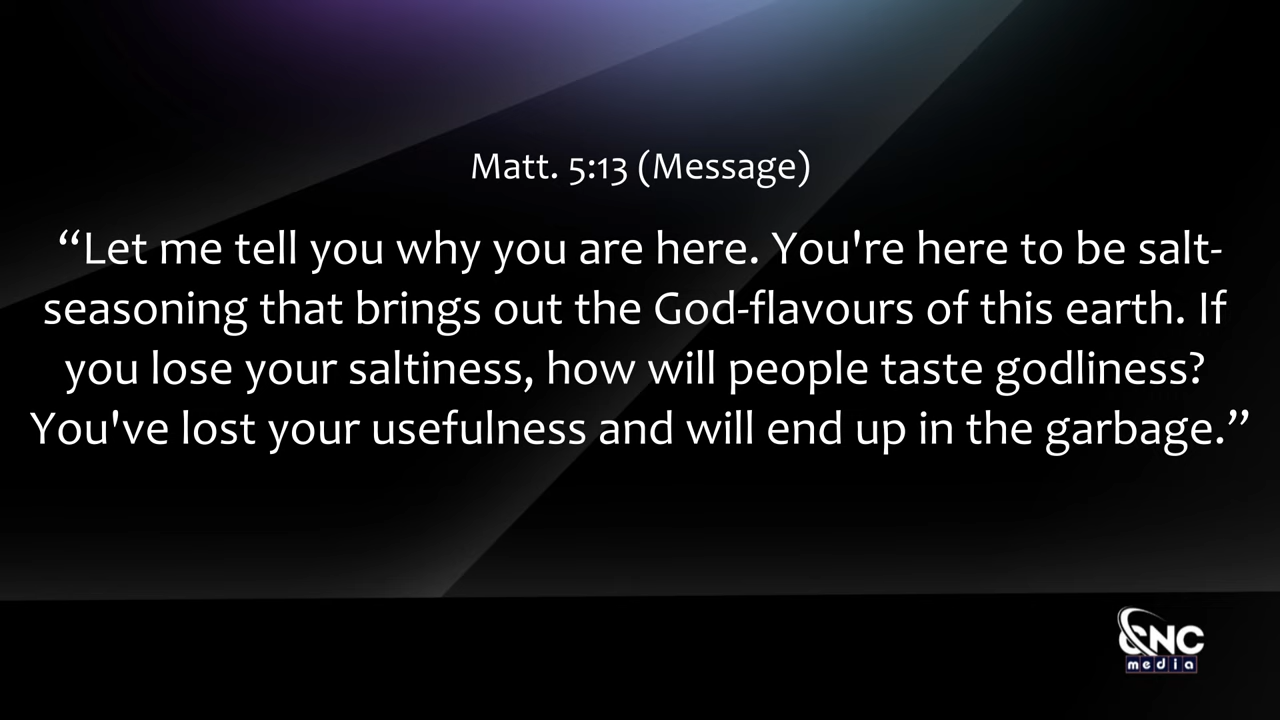 Matt. 5:13 (Message)
“Let me tell you why you are here. You're here to be salt-
seasoning that brings out the God-flavours of this earth. If
you lose your saltiness, how will people taste godliness?
You've lost your usefulness and will end up in the garbage.”
CNC
media